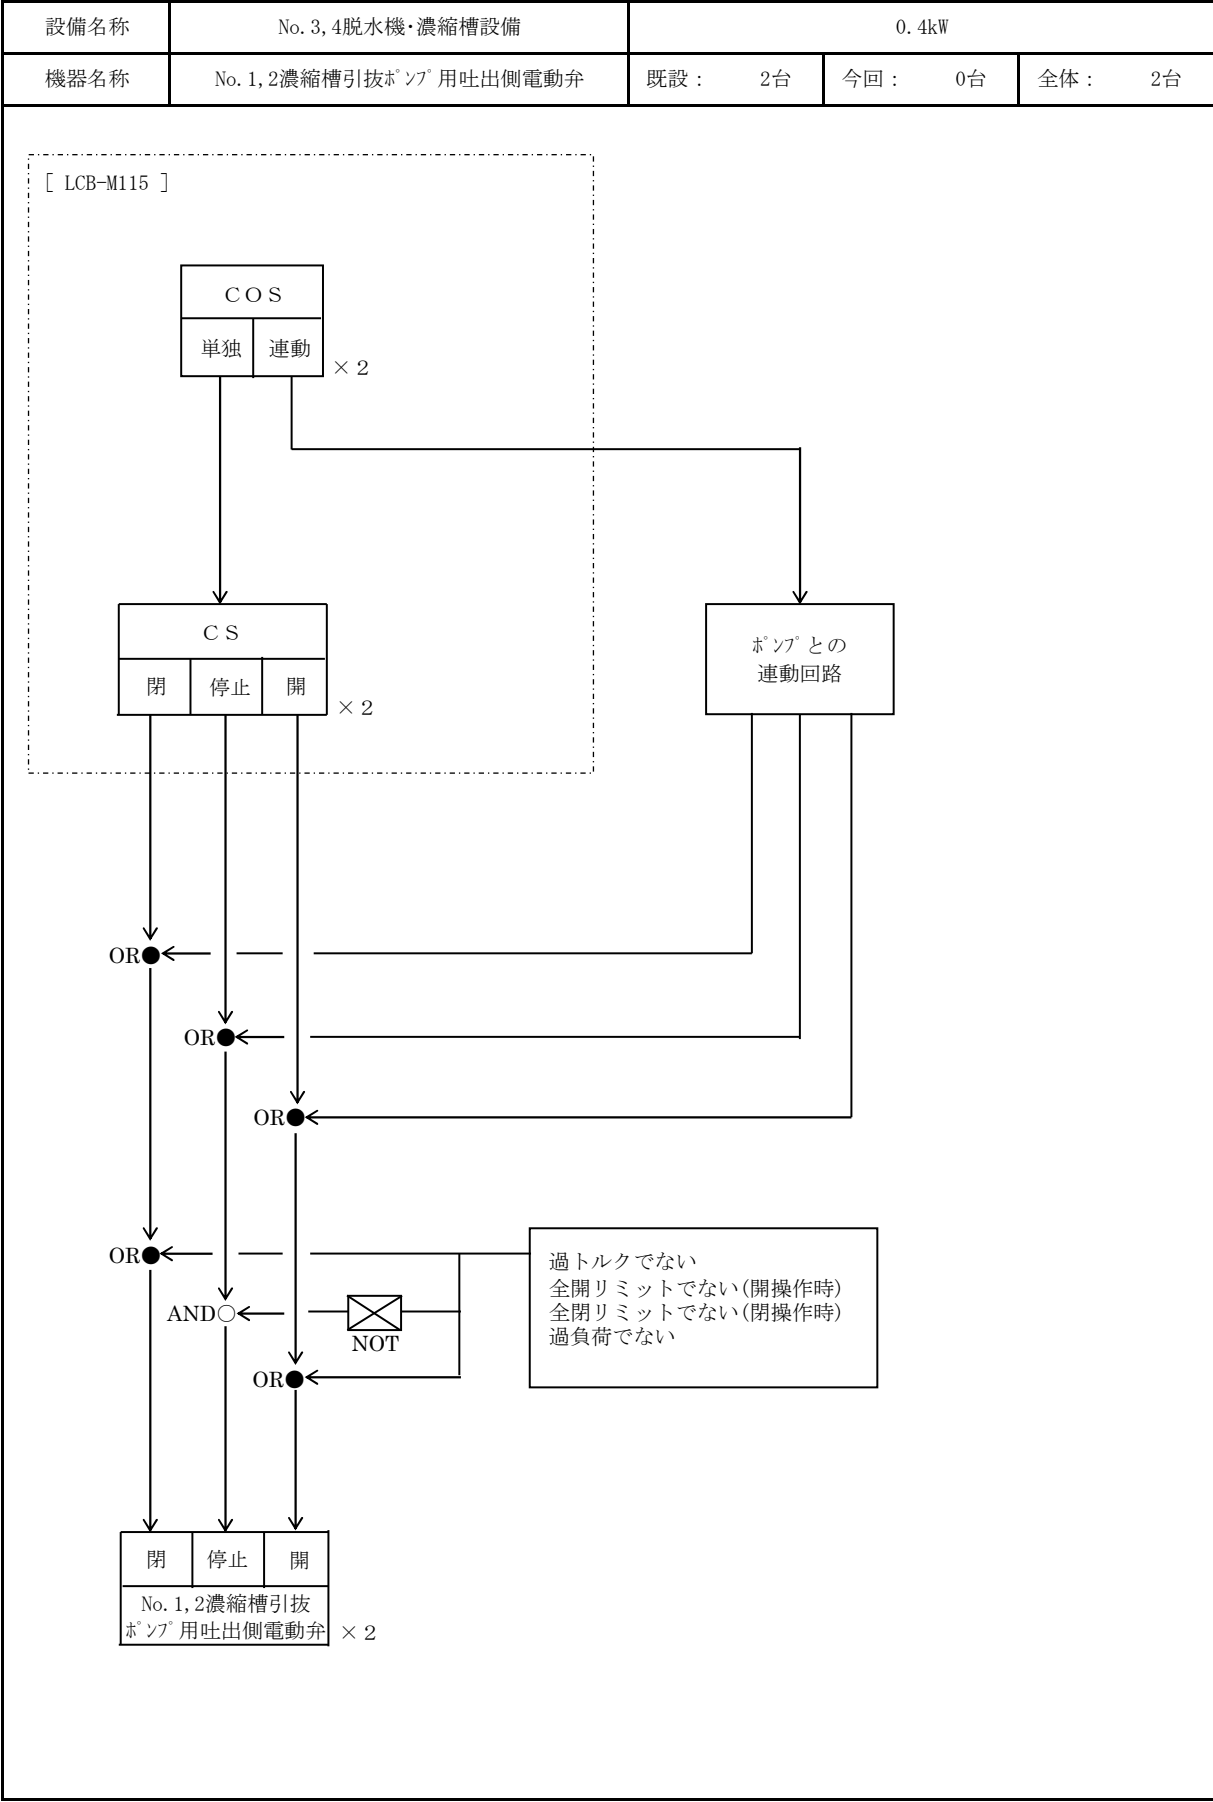 設備名称 No.3,4脱水機･濃縮槽設備 0.4kW
機器名称 No.1,2濃縮槽引抜ﾎﾟﾝﾌﾟ用吐出側電動弁 既設： 2台 今回： 0台 全体： 2台
[ LCB-M115 ]
ＣＯＳ
単独 連動
×２
ＣＳ
閉 停止 開
×２
ﾎﾟﾝﾌﾟとの
連動回路
OR
OR
OR
OR
AND
NOT
OR
過トルクでない
全開リミットでない(開操作時)
全閉リミットでない(閉操作時)
過負荷でない
閉 停止 開
No.1,2濃縮槽引抜
ﾎﾟﾝﾌﾟ用吐出側電動弁
×２